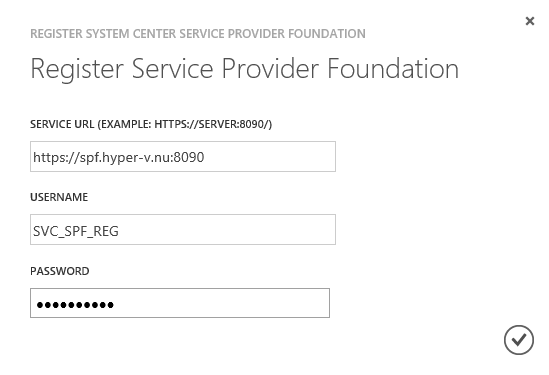 REGISTER SYSTEM CENTER SERVICE PROVIDER FOUNDATION
Register Service Provider Foundation
SERVICE URL (EXAMPLE: HTTPS://SERVER:8090/)
https://spf.hyper-v.nu:8090
USERNAME
SVC_SPF_REG
PASSWORD
●●●●●●●●●●